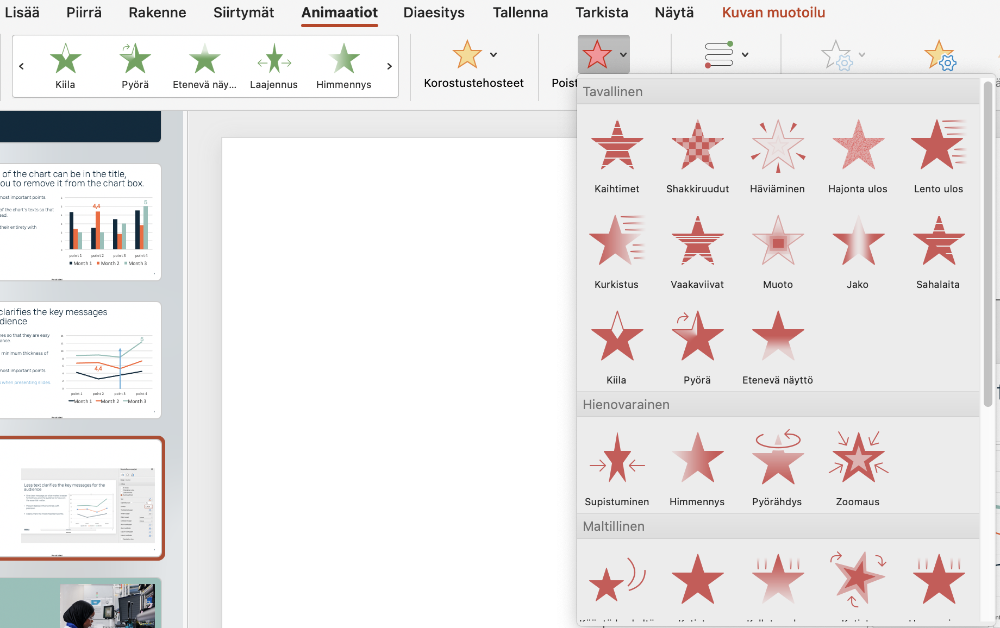 Lisää Piirrä Rakenne Siirtymät Animaatiot Diaesitys Tallenna Tarkista Näytä Kuvan muotoilu
Kiila Pyörä Etenevä näy... Laajennus Himmennys
Korostustehosteet
Tavallinen
Kaihtimet Shakkiruudut Häviäminen Hajonta ulos Lento ulos
Kurkistus Vaakaviivat Muoto Jako Sahalaita
Kiila Pyörä Etenevä näyttö
Hienovarainen
Supistuminen Himmennys Pyörähdys Zoomaus
Maltillinen
of the chart can be in the title,
ou to remove it from the chart box.
most important points.
of the chart's texts so that
ead.
their entirety with
4,4
5
point 1 point 2 point 3 point 4
Month 1 Month 2 Month 3
Restricted
clarifies the key messages
dience
nes so that they are easy
ance.
minimum thickness of
most important points.
s when presenting slides
5
4,4
point 1 point 2 point 3 point 4
Month 1 Month 2 Month 3
Restricted
Less text clarifies the key messages for the
audience
Restricted